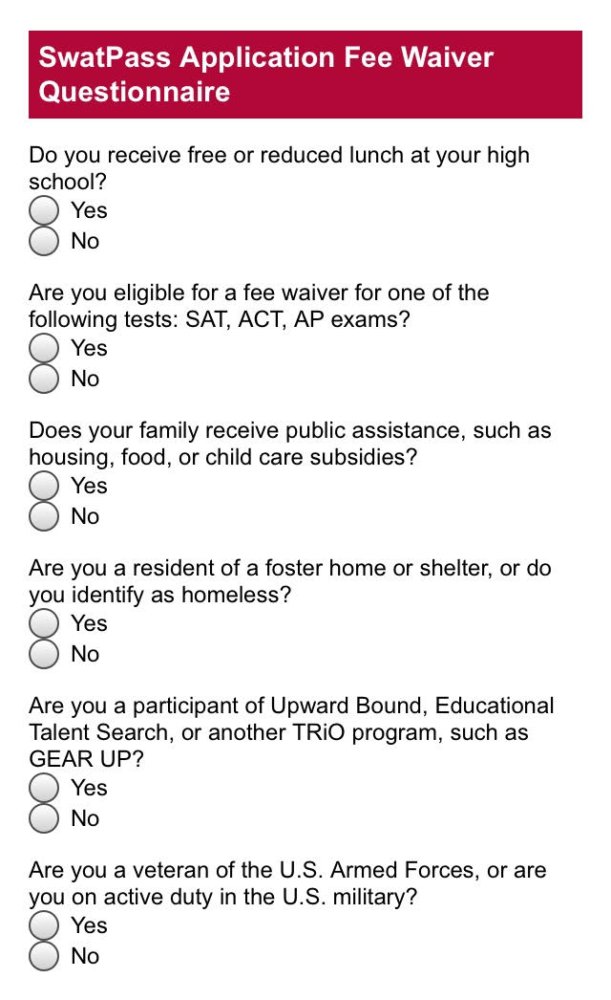 SwatPass Application Fee Waiver
Questionnaire
Do you receive free or reduced lunch at your high
school?
Yes
No
Are you eligible for a fee waiver for one of the
following tests: SAT, ACT, AP exams?
Yes
No
Does your family receive public assistance, such as
housing, food, or child care subsidies?
Yes
No
Are you a resident of a foster home or shelter, or do
you identify as homeless?
Yes
No
Are you a participant of Upward Bound, Educational
Talent Search, or another TRiO program, such as
GEAR UP?
Yes
No
Are you a veteran of the U.S. Armed Forces, or are
you on active duty in the U.S. military?
Yes
No